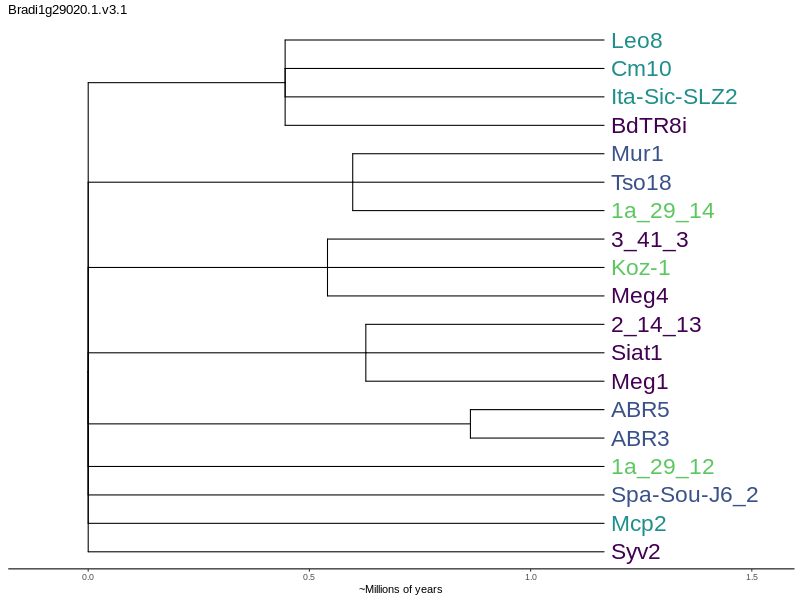 Bradi1g29020.1.v3.1
Leo8
Cm10
Ita-Sic-SLZ2
BdTR8i
Mur1
Tso18
1a_29_14
3_41_3
Koz-1
Meg4
2_14_13
Siat1
Meg1
ABR5
ABR3
1a_29_12
Spa-Sou-J6_2
Mcp2
Syv2
0.0 0.5 1.0 1.5
~Millions of years